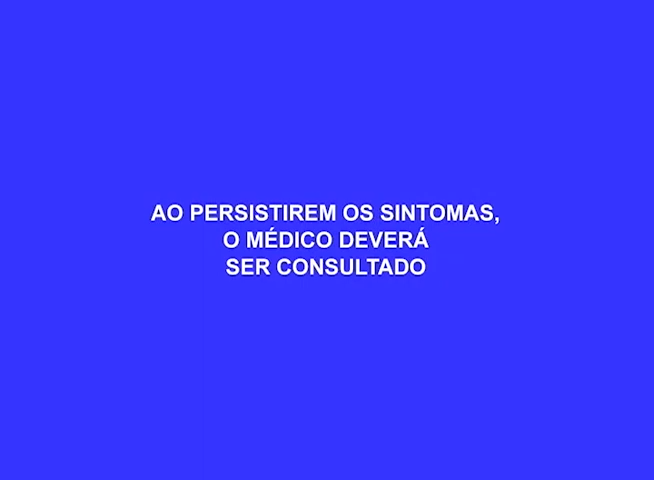 AO PERSISTIREM OS SINTOMAS,
O MÉDICO DEVERÁ
SER CONSULTADO